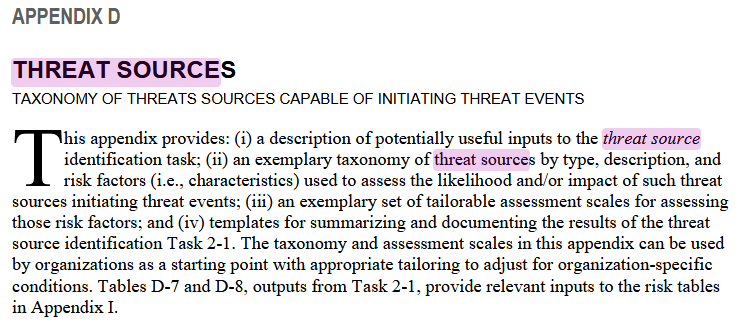 APPENDIX D
THREAT SOURCES
TAXONOMY OF THREATS SOURCES CAPABLE OF INITIATING THREAT EVENTS
This appendix provides: (i) a description of potentially useful inputs to the threat source
identification task; (ii) an exemplary taxonomy of threat sources by type, description, and
risk factors (i.e., characteristics) used to assess the likelihood and/or impact of such threat
sources initiating threat events; (iii) an exemplary set of tailorable assessment scales for assessing
those risk factors; and (iv) templates for summarizing and documenting the results of the threat
source identification Task 2-1. The taxonomy and assessment scales in this appendix can be used
by organizations as a starting point with appropriate tailoring to adjust for organization-specific
conditions. Tables D-7 and D-8, outputs from Task 2-1, provide relevant inputs to the risk tables
in Appendix I.